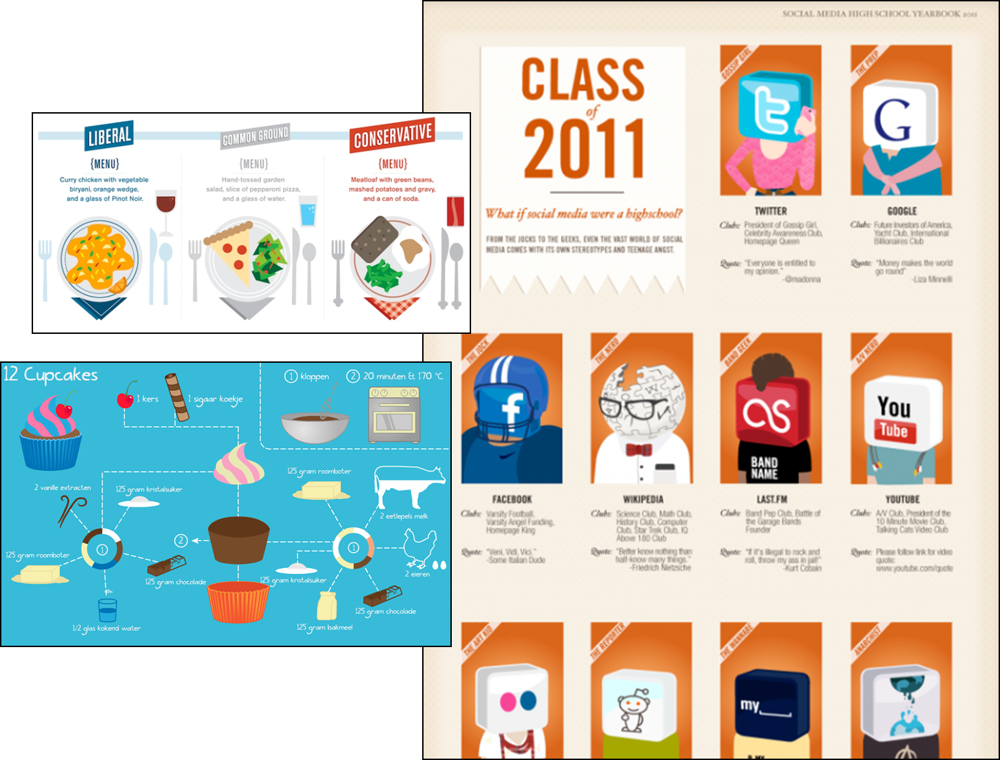 SOCIAL MEDIA HIGH SCHOOL YEARBOOK 2011
CLASS
of
2011
What if social media were a highschool?
FROM THE JOCKS TO THE GEEKS, EVEN THE VAST WORLD OF SOCIAL
MEDIA COMES WITH ITS OWN STEREOTYPES AND TEENAGE ANGST.
GOSSIP GIRL
TWITTER
Clubs: President of Gossip Girl,
Celebrity Awareness Club,
Homepage Queen
Quote: "Everyone is entitled to
my opinion."
-@madonna
THE PREP
G
GOOGLE
Clubs: Future Investors of America,
Yacht Club, International
Billionaires Club
Quote: "Money makes the world
go round"
-Liza Minnelli
LIBERAL
{MENU}
Curry chicken with vegetable
biryani, orange wedge,
and a glass of Pinot Noir.
COMMON GROUND
{MENU}
Hand-tossed garden
salad, slice of pepperoni pizza,
and a glass of water.
CONSERVATIVE
{MENU}
Meatloaf with green beans,
mashed potatoes and gravy,
and a can of soda.
THE JOCK
f
FACEBOOK
Clubs: Varsity Football,
Varsity Angel Funding,
Homepage King
Quote: "Veni, Vidi, Vici."
-Some Italian Dude
THE NERD
WIKIPEDIA
Clubs: Science Club, Math Club,
History Club, Computer
Club, Star Trek Club, IQ
Above 180 Club
Quote: "Better know nothing than
half-know many things."
-Friedrich Nietzsche
BAND GEEK
BAND
NAME
LAST.FM
Clubs: Band Pep Club, Battle of
the Garage Bands
Founder
Quote: "If it's illegal to rock and
roll, throw my ass in jail!"
-Kurt Cobain
A/V NERD
You
Tube
YOUTUBE
Clubs: A/V Club, President of the
10 Minute Movie Club,
Talking Cats Video Club
Quote: Please follow link for video
quote:
www.youtube.com/quote
12 Cupcakes
1 kers
1 sigaar koekje
1 kloppen
2 20 minuten & 170 °C
2 vanille extracten
125 gram kristalsuiker
125 gram roomboter
2 eetlepels melk
1
2
1
125 gram roomboter
125 gram chocolade
125 gram kristalsuiker
2 eieren
1/2 glas kokend water
125 gram bakmeel
125 gram chocolade
THE ART KID
THE REPORTER
THE WANNABE
my
ANARCHIST